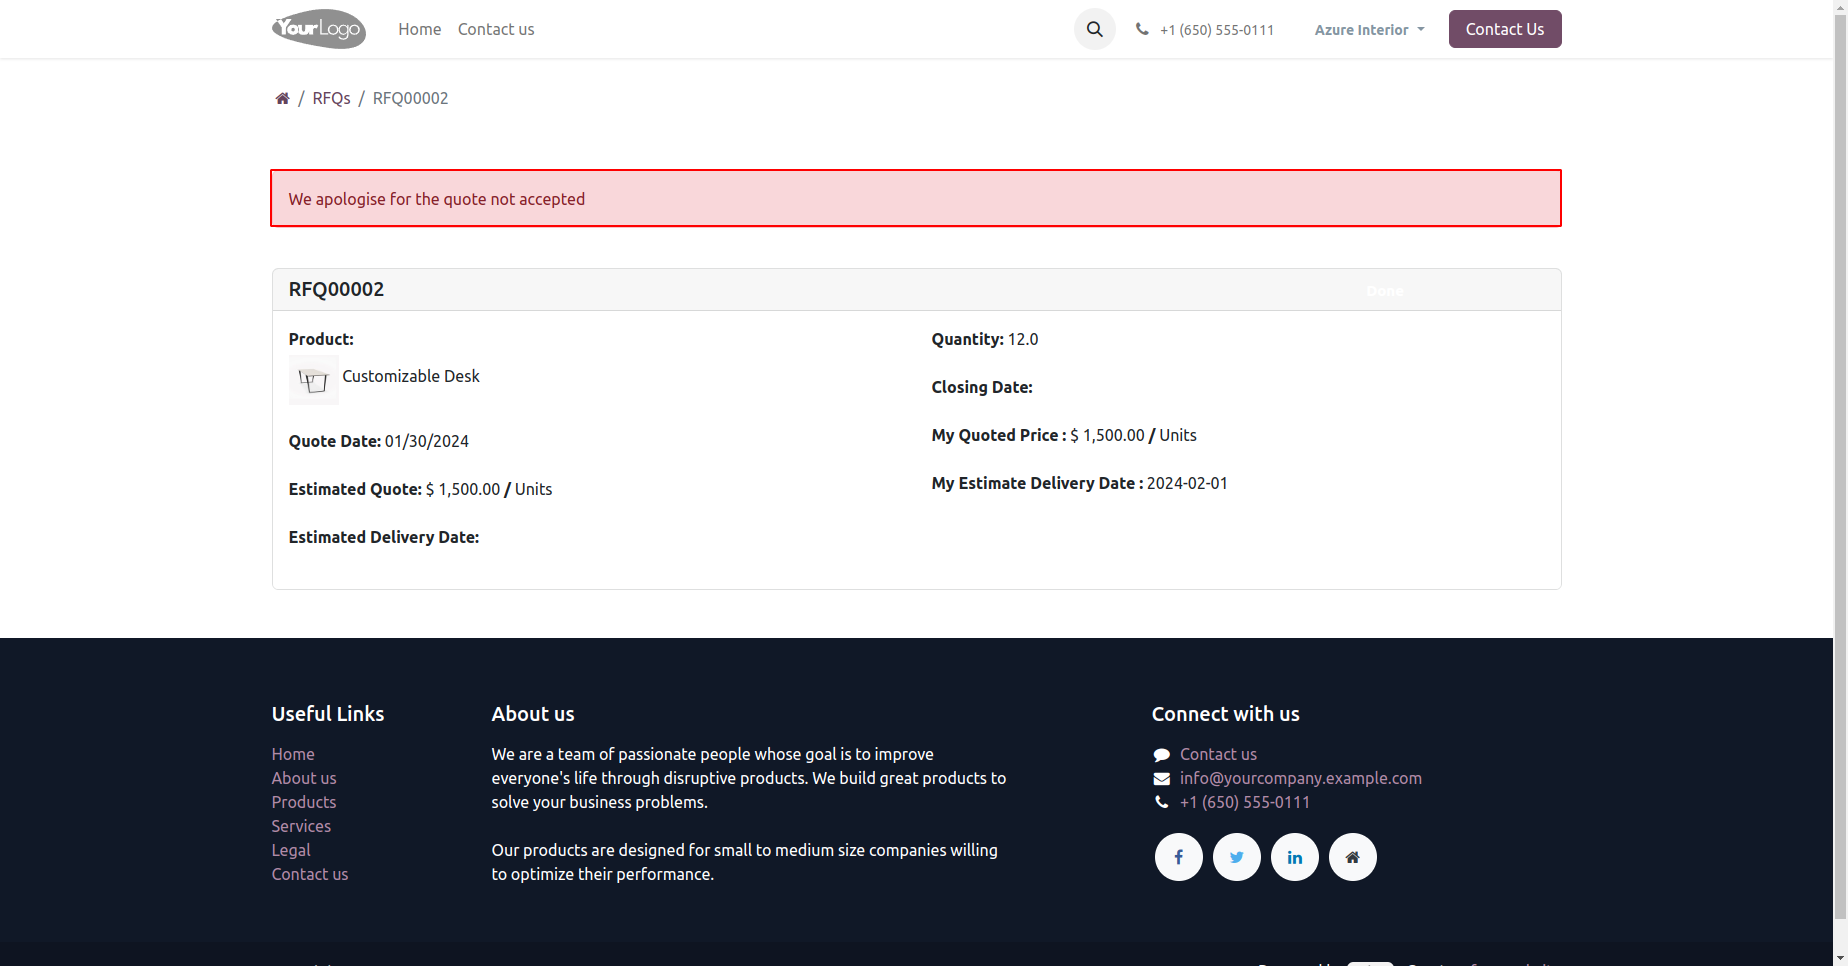 YourLogo
Home Contact us
+1 (650) 555-0111 Azure Interior Contact Us
/ RFQs / RFQ00002
We apologise for the quote not accepted
RFQ00002 Done
Product:
Customizable Desk
Quote Date: 01/30/2024
Estimated Quote: $ 1,500.00 / Units
Estimated Delivery Date:
Quantity: 12.0
Closing Date:
My Quoted Price : $ 1,500.00 / Units
My Estimate Delivery Date : 2024-02-01
Useful Links
Home
About us
Products
Services
Legal
Contact us
About us
We are a team of passionate people whose goal is to improve
everyone's life through disruptive products. We build great products to
solve your business problems.
Our products are designed for small to medium size companies willing
to optimize their performance.
Connect with us
Contact us
info@yourcompany.example.com
+1 (650) 555-0111